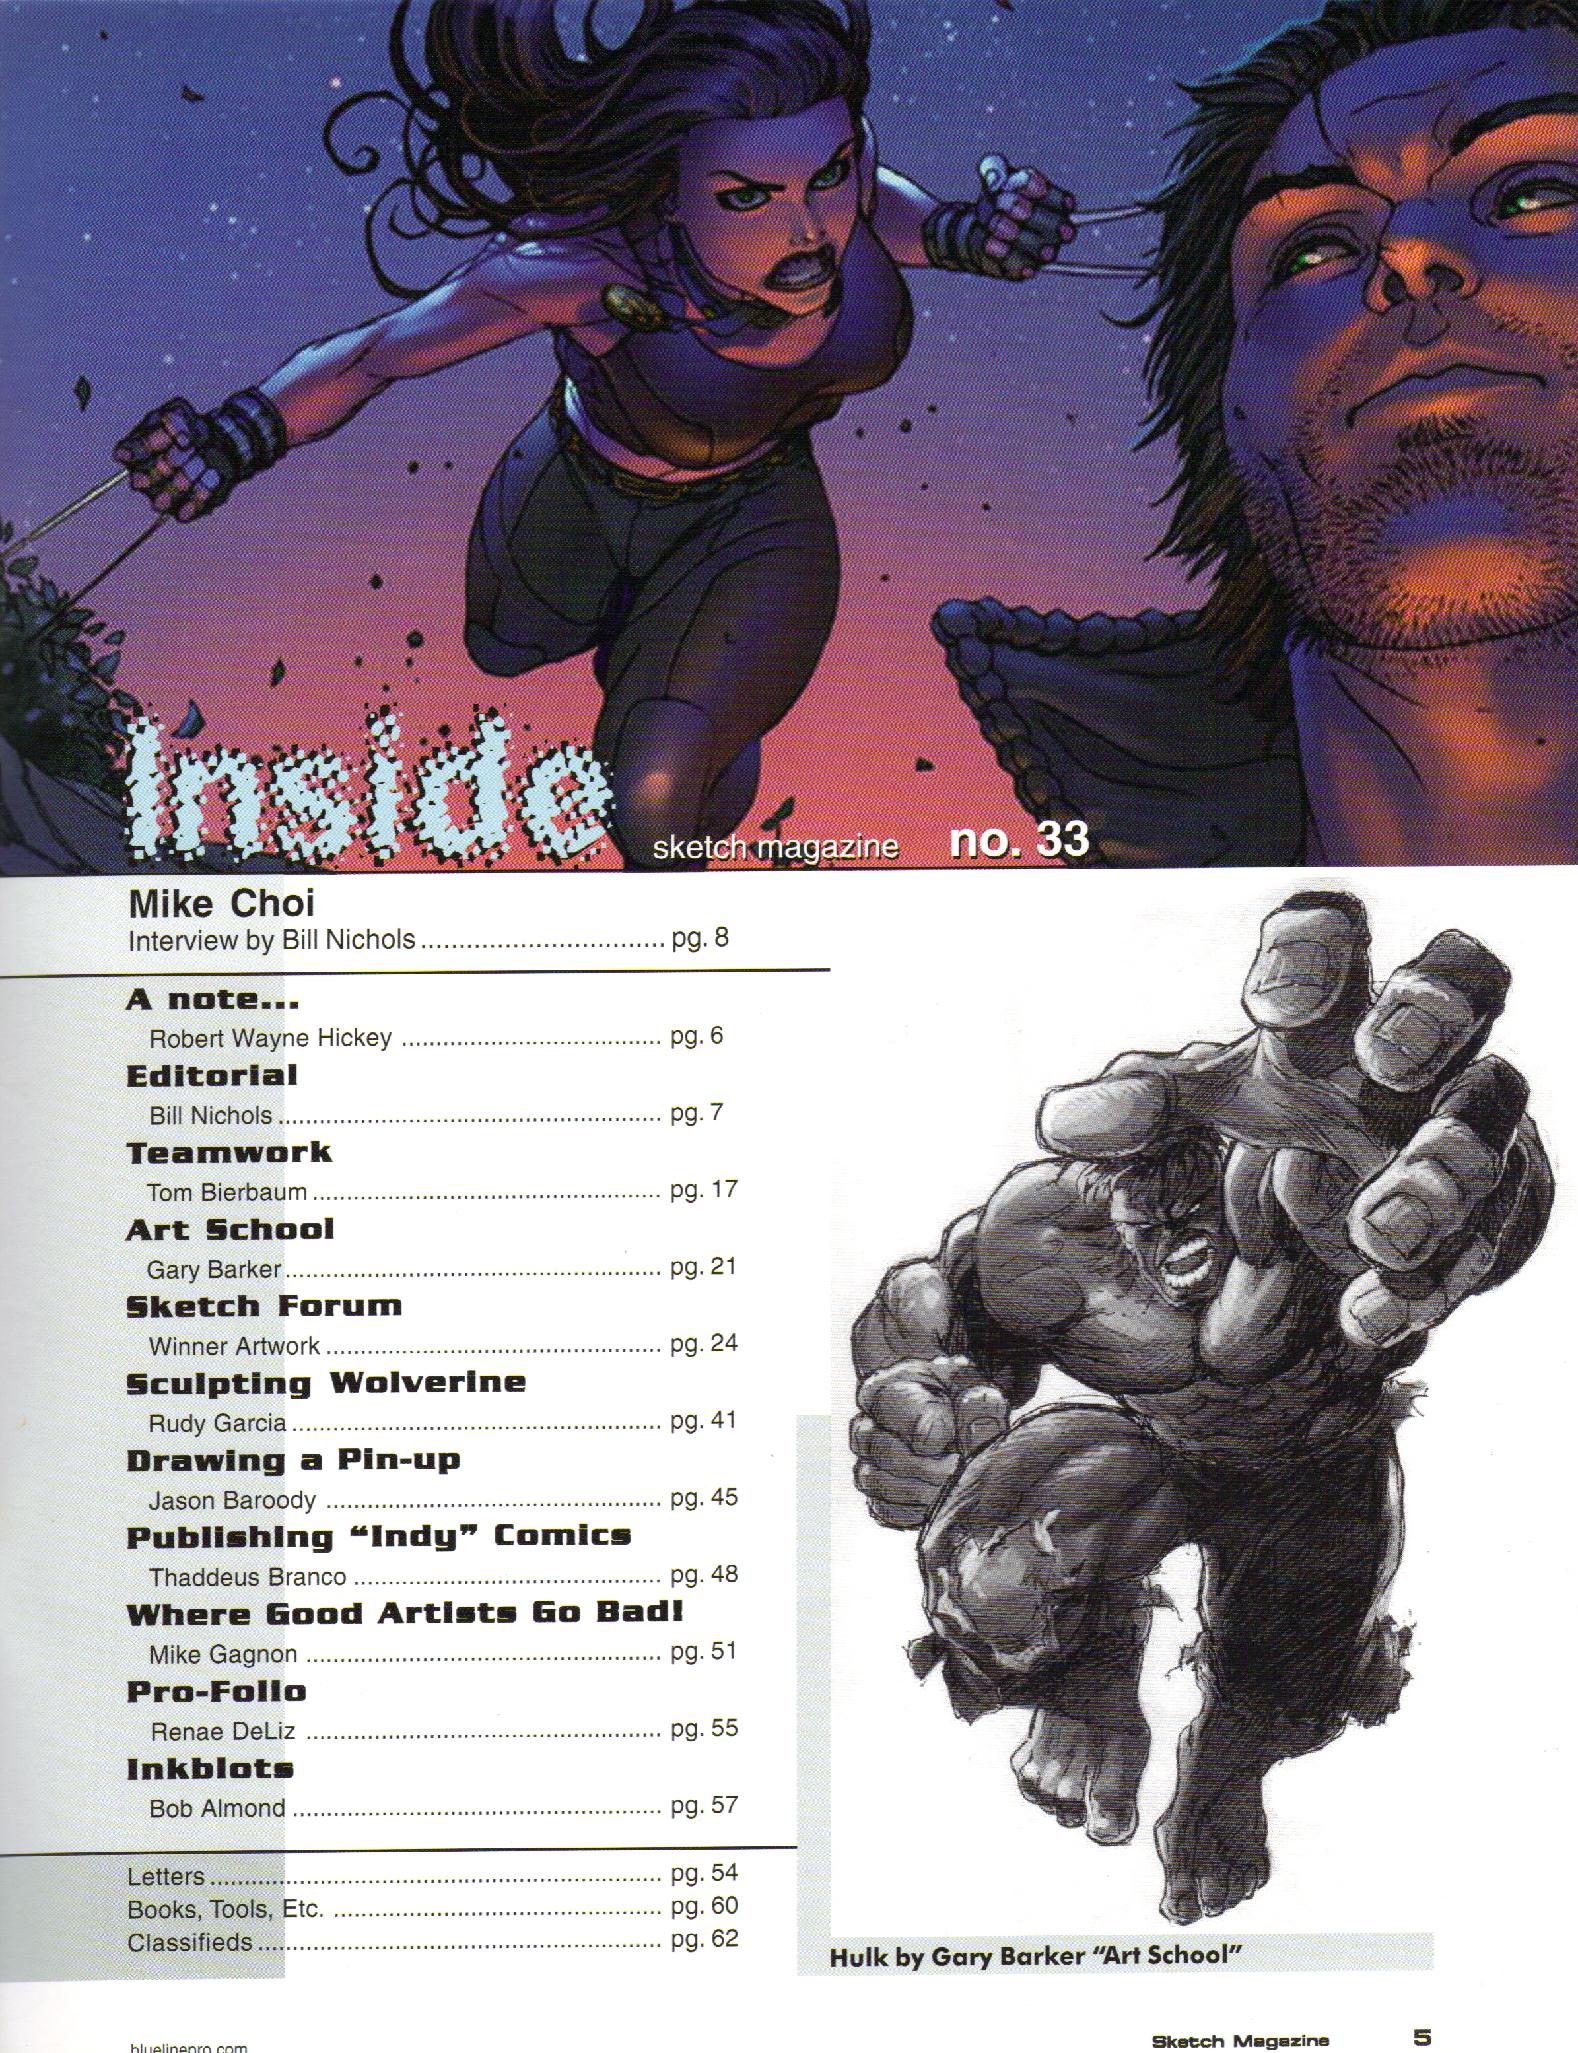 Inside
sketch magazine no. 33
Mike Choi
Interview by Bill Nichols .............................. pg. 8
A note...
Robert Wayne Hickey ................................ pg. 6
Editorial
Bill Nichols ............................................... pg. 7
Teamwork
Tom Bierbaum ........................................... pg. 17
Art School
Gary Barker .............................................. pg. 21
Sketch Forum
Winner Artwork ......................................... pg. 24
Sculpting Wolverine
Rudy Garcia ............................................. pg. 41
Drawing a Pin-up
Jason Baroody ......................................... pg. 45
Publishing “Indy” Comics
Thaddeus Branco ...................................... pg. 48
Where Good Artists Go Bad!
Mike Gagnon ............................................ pg. 51
Pro-Folio
Renae DeLiz ............................................ pg. 55
Inkblots
Bob Almond ............................................. pg. 57
Letters ....................................................... pg. 54
Books, Tools, Etc. ........................................ pg. 60
Classifieds ................................................. pg. 62
Hulk by Gary Barker “Art School”
bluelinepro.com
Sketch Magazine 5